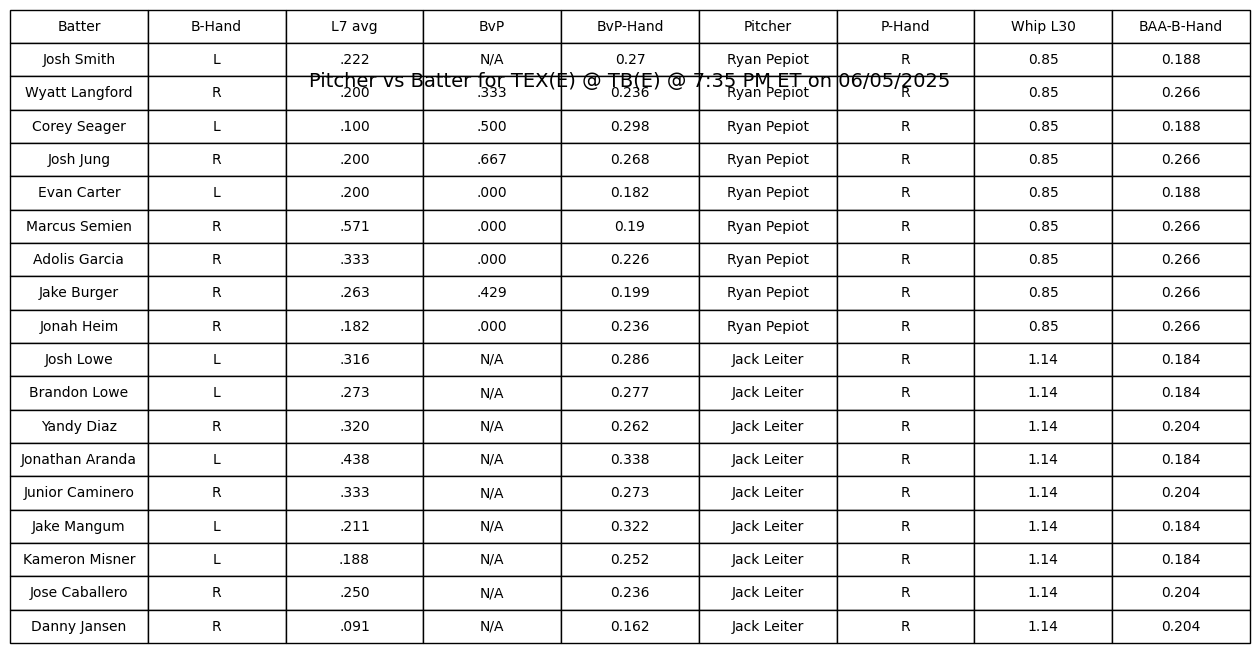 Batter B-Hand L7 avg BvP BvP-Hand Pitcher P-Hand Whip L30 BAA-B-Hand
Josh Smith L .222 N/A 0.27 Ryan Pepiot R 0.85 0.188
Pitcher vs Batter for TEX(E) @ TB(E) @ 7:35 PM ET on 06/05/2025
Wyatt Langford R .200 .333 0.236 Ryan Pepiot R 0.85 0.266
Corey Seager L .100 .500 0.298 Ryan Pepiot R 0.85 0.188
Josh Jung R .200 .667 0.268 Ryan Pepiot R 0.85 0.266
Evan Carter L .200 .000 0.182 Ryan Pepiot R 0.85 0.188
Marcus Semien R .571 .000 0.19 Ryan Pepiot R 0.85 0.266
Adolis Garcia R .333 .000 0.226 Ryan Pepiot R 0.85 0.266
Jake Burger R .263 .429 0.199 Ryan Pepiot R 0.85 0.266
Jonah Heim R .182 .000 0.236 Ryan Pepiot R 0.85 0.266
Josh Lowe L .316 N/A 0.286 Jack Leiter R 1.14 0.184
Brandon Lowe L .273 N/A 0.277 Jack Leiter R 1.14 0.184
Yandy Diaz R .320 N/A 0.262 Jack Leiter R 1.14 0.204
Jonathan Aranda L .438 N/A 0.338 Jack Leiter R 1.14 0.184
Junior Caminero R .333 N/A 0.273 Jack Leiter R 1.14 0.204
Jake Mangum L .211 N/A 0.322 Jack Leiter R 1.14 0.184
Kameron Misner L .188 N/A 0.252 Jack Leiter R 1.14 0.184
Jose Caballero R .250 N/A 0.236 Jack Leiter R 1.14 0.204
Danny Jansen R .091 N/A 0.162 Jack Leiter R 1.14 0.204